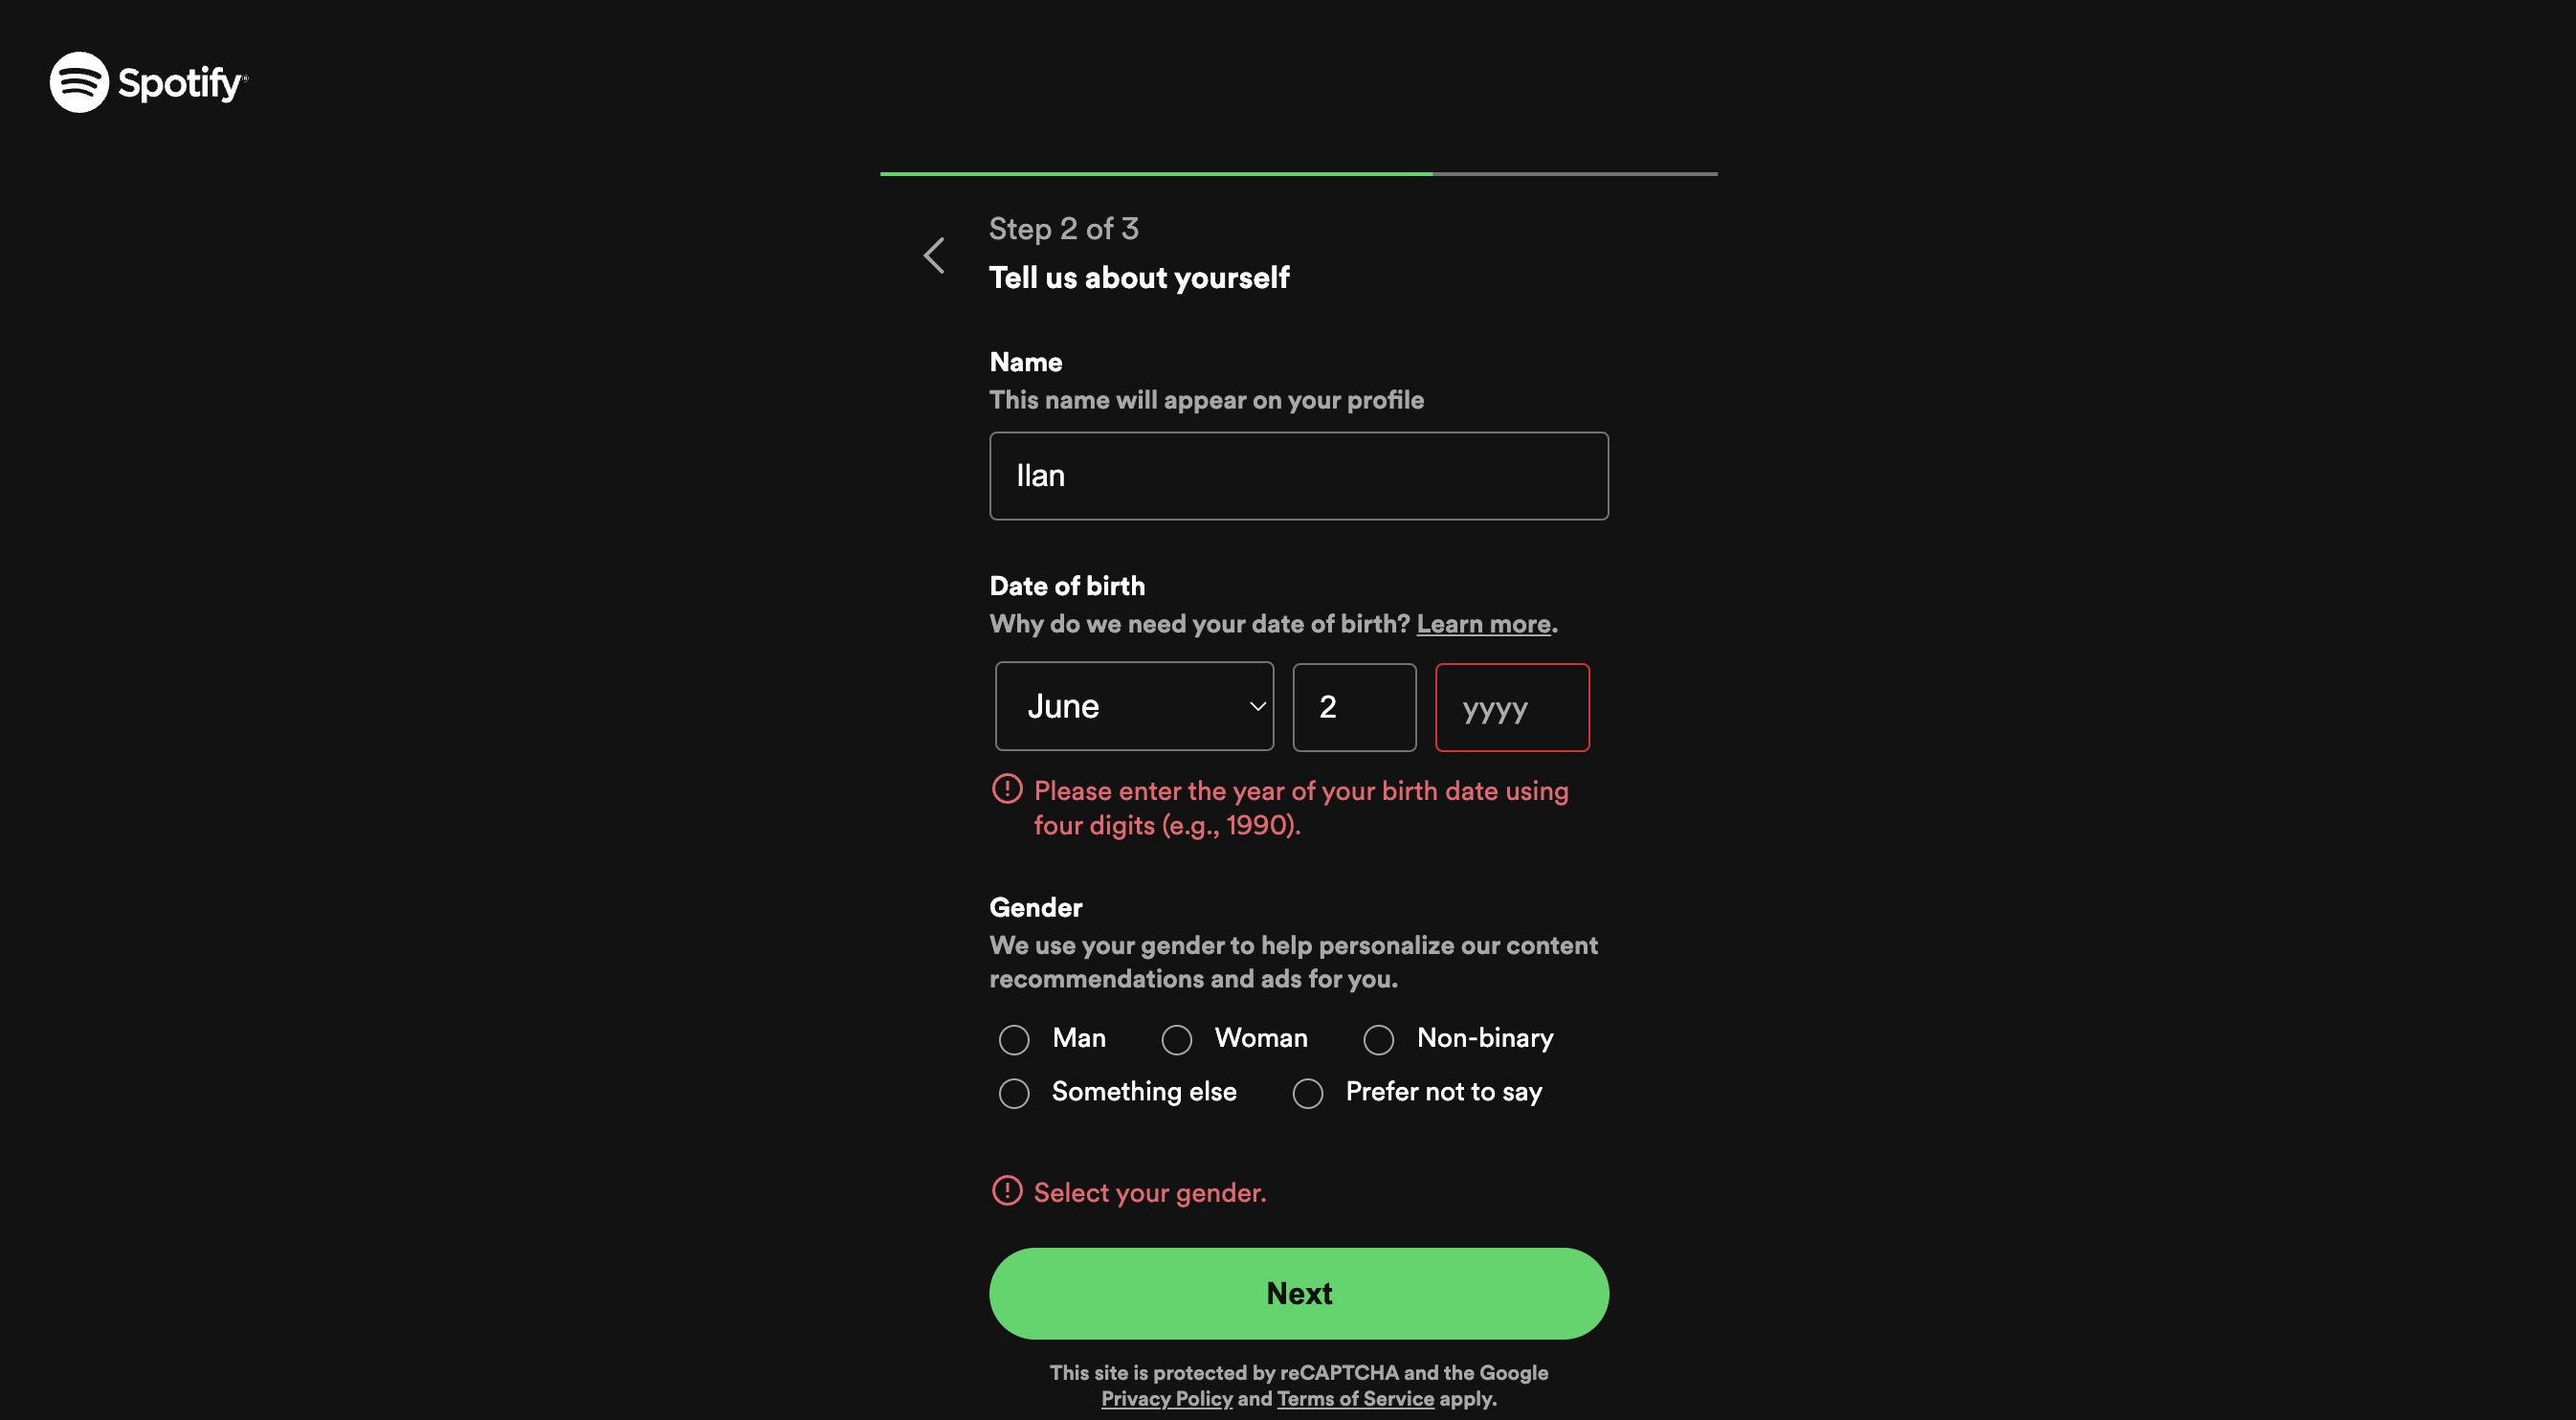 Spotify®
Step 2 of 3
Tell us about yourself
Name
This name will appear on your profile
Ilan
Date of birth
Why do we need your date of birth? Learn more.
June 2 yyyy
Please enter the year of your birth date using
four digits (e.g., 1990).
Gender
We use your gender to help personalize our content
recommendations and ads for you.
Man Woman Non-binary
Something else Prefer not to say
Select your gender.
Next
This site is protected by reCAPTCHA and the Google
Privacy Policy and Terms of Service apply.